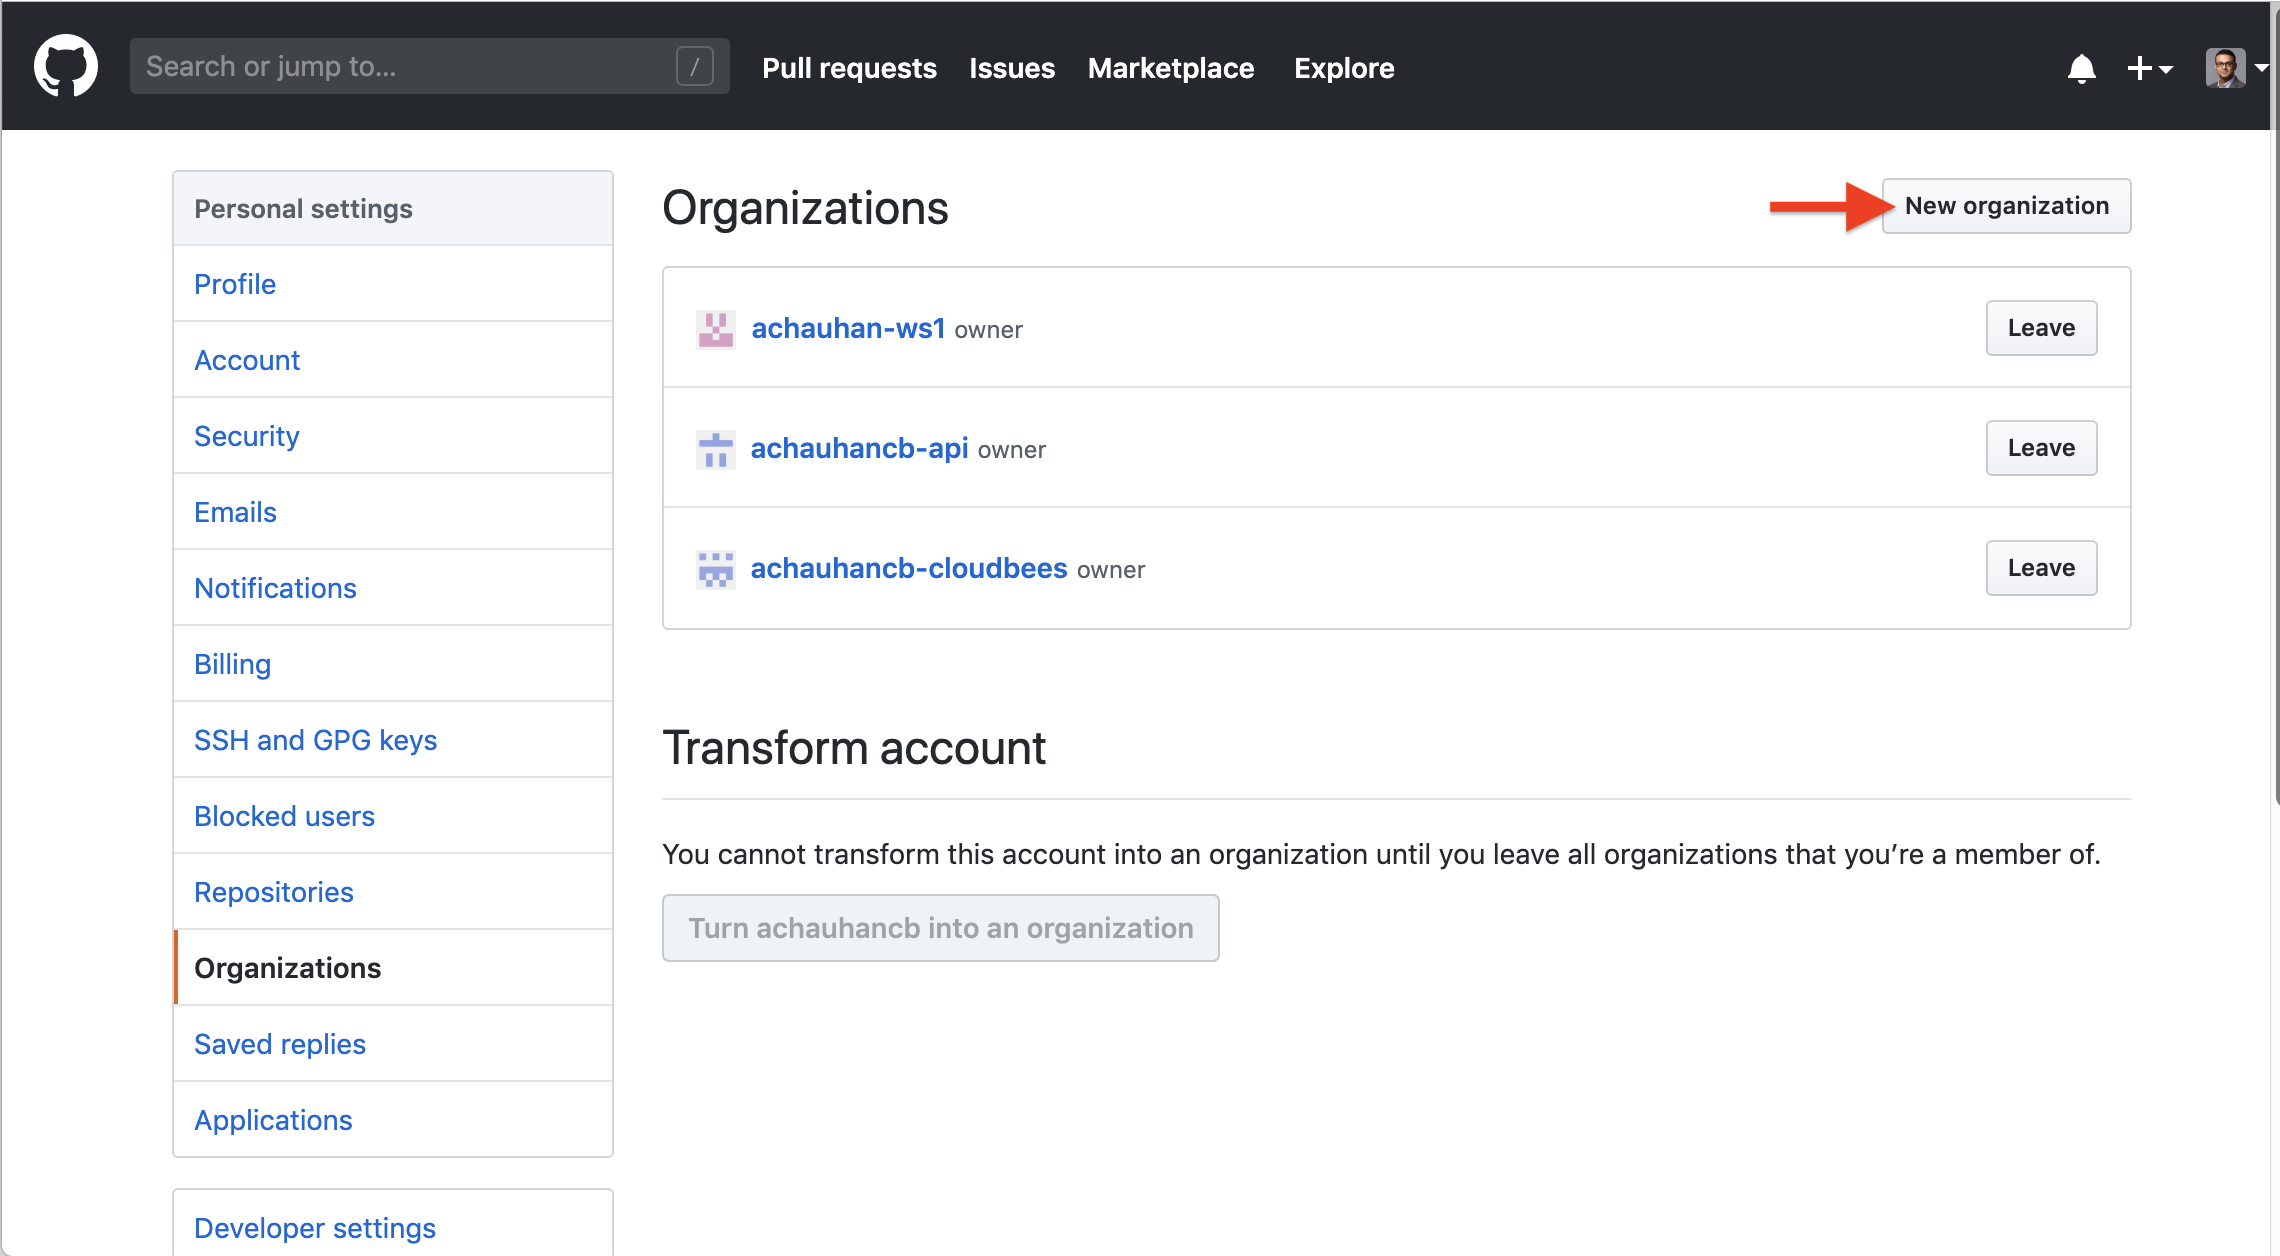 Search or jump to... /
Pull requests Issues Marketplace Explore
Personal settings
Profile
Account
Security
Emails
Notifications
Billing
SSH and GPG keys
Blocked users
Repositories
Organizations
Saved replies
Applications
Developer settings
Organizations
New organization
achauhan-ws1 owner
Leave
achauhancb-api owner
Leave
achauhancb-cloudbees owner
Leave
Transform account
You cannot transform this account into an organization until you leave all organizations that you’re a member of.
Turn achauhancb into an organization